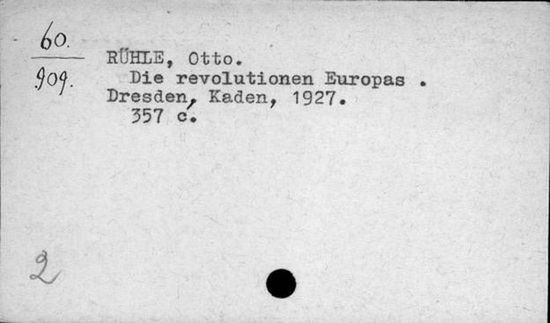 60.
909.
RÜHLE, Otto.
Die revolutionen Europas .
Dresden, Kaden, 1927.
357 c.
2